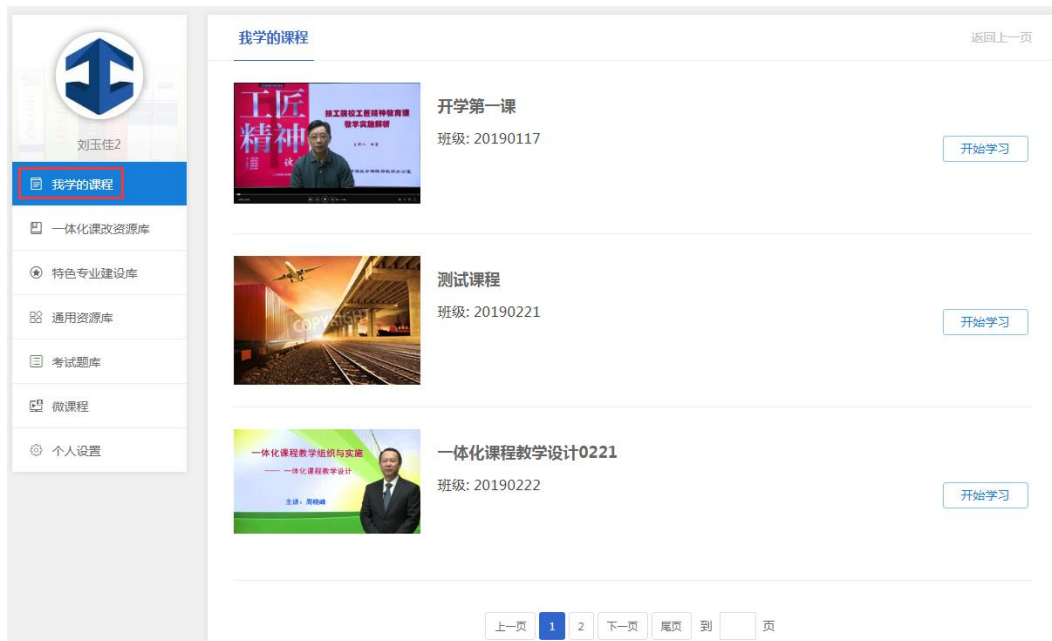 刘玉佳2
我学的课程
一体化课改资源库
特色专业建设库
通用资源库
考试题库
微课程
个人设置
我学的课程
返回上一页
工匠
精神
技工院校工匠精神教育课
教学实施解析
开学第一课
班级: 20190117
开始学习
COPYRIGHT
测试课程
班级: 20190221
开始学习
一体化课程教学组织与实施
—— 一体化课程教学设计
主讲：周晓峰
一体化课程教学设计0221
班级: 20190222
开始学习
上一页 1 2 下一页 尾页 到 页